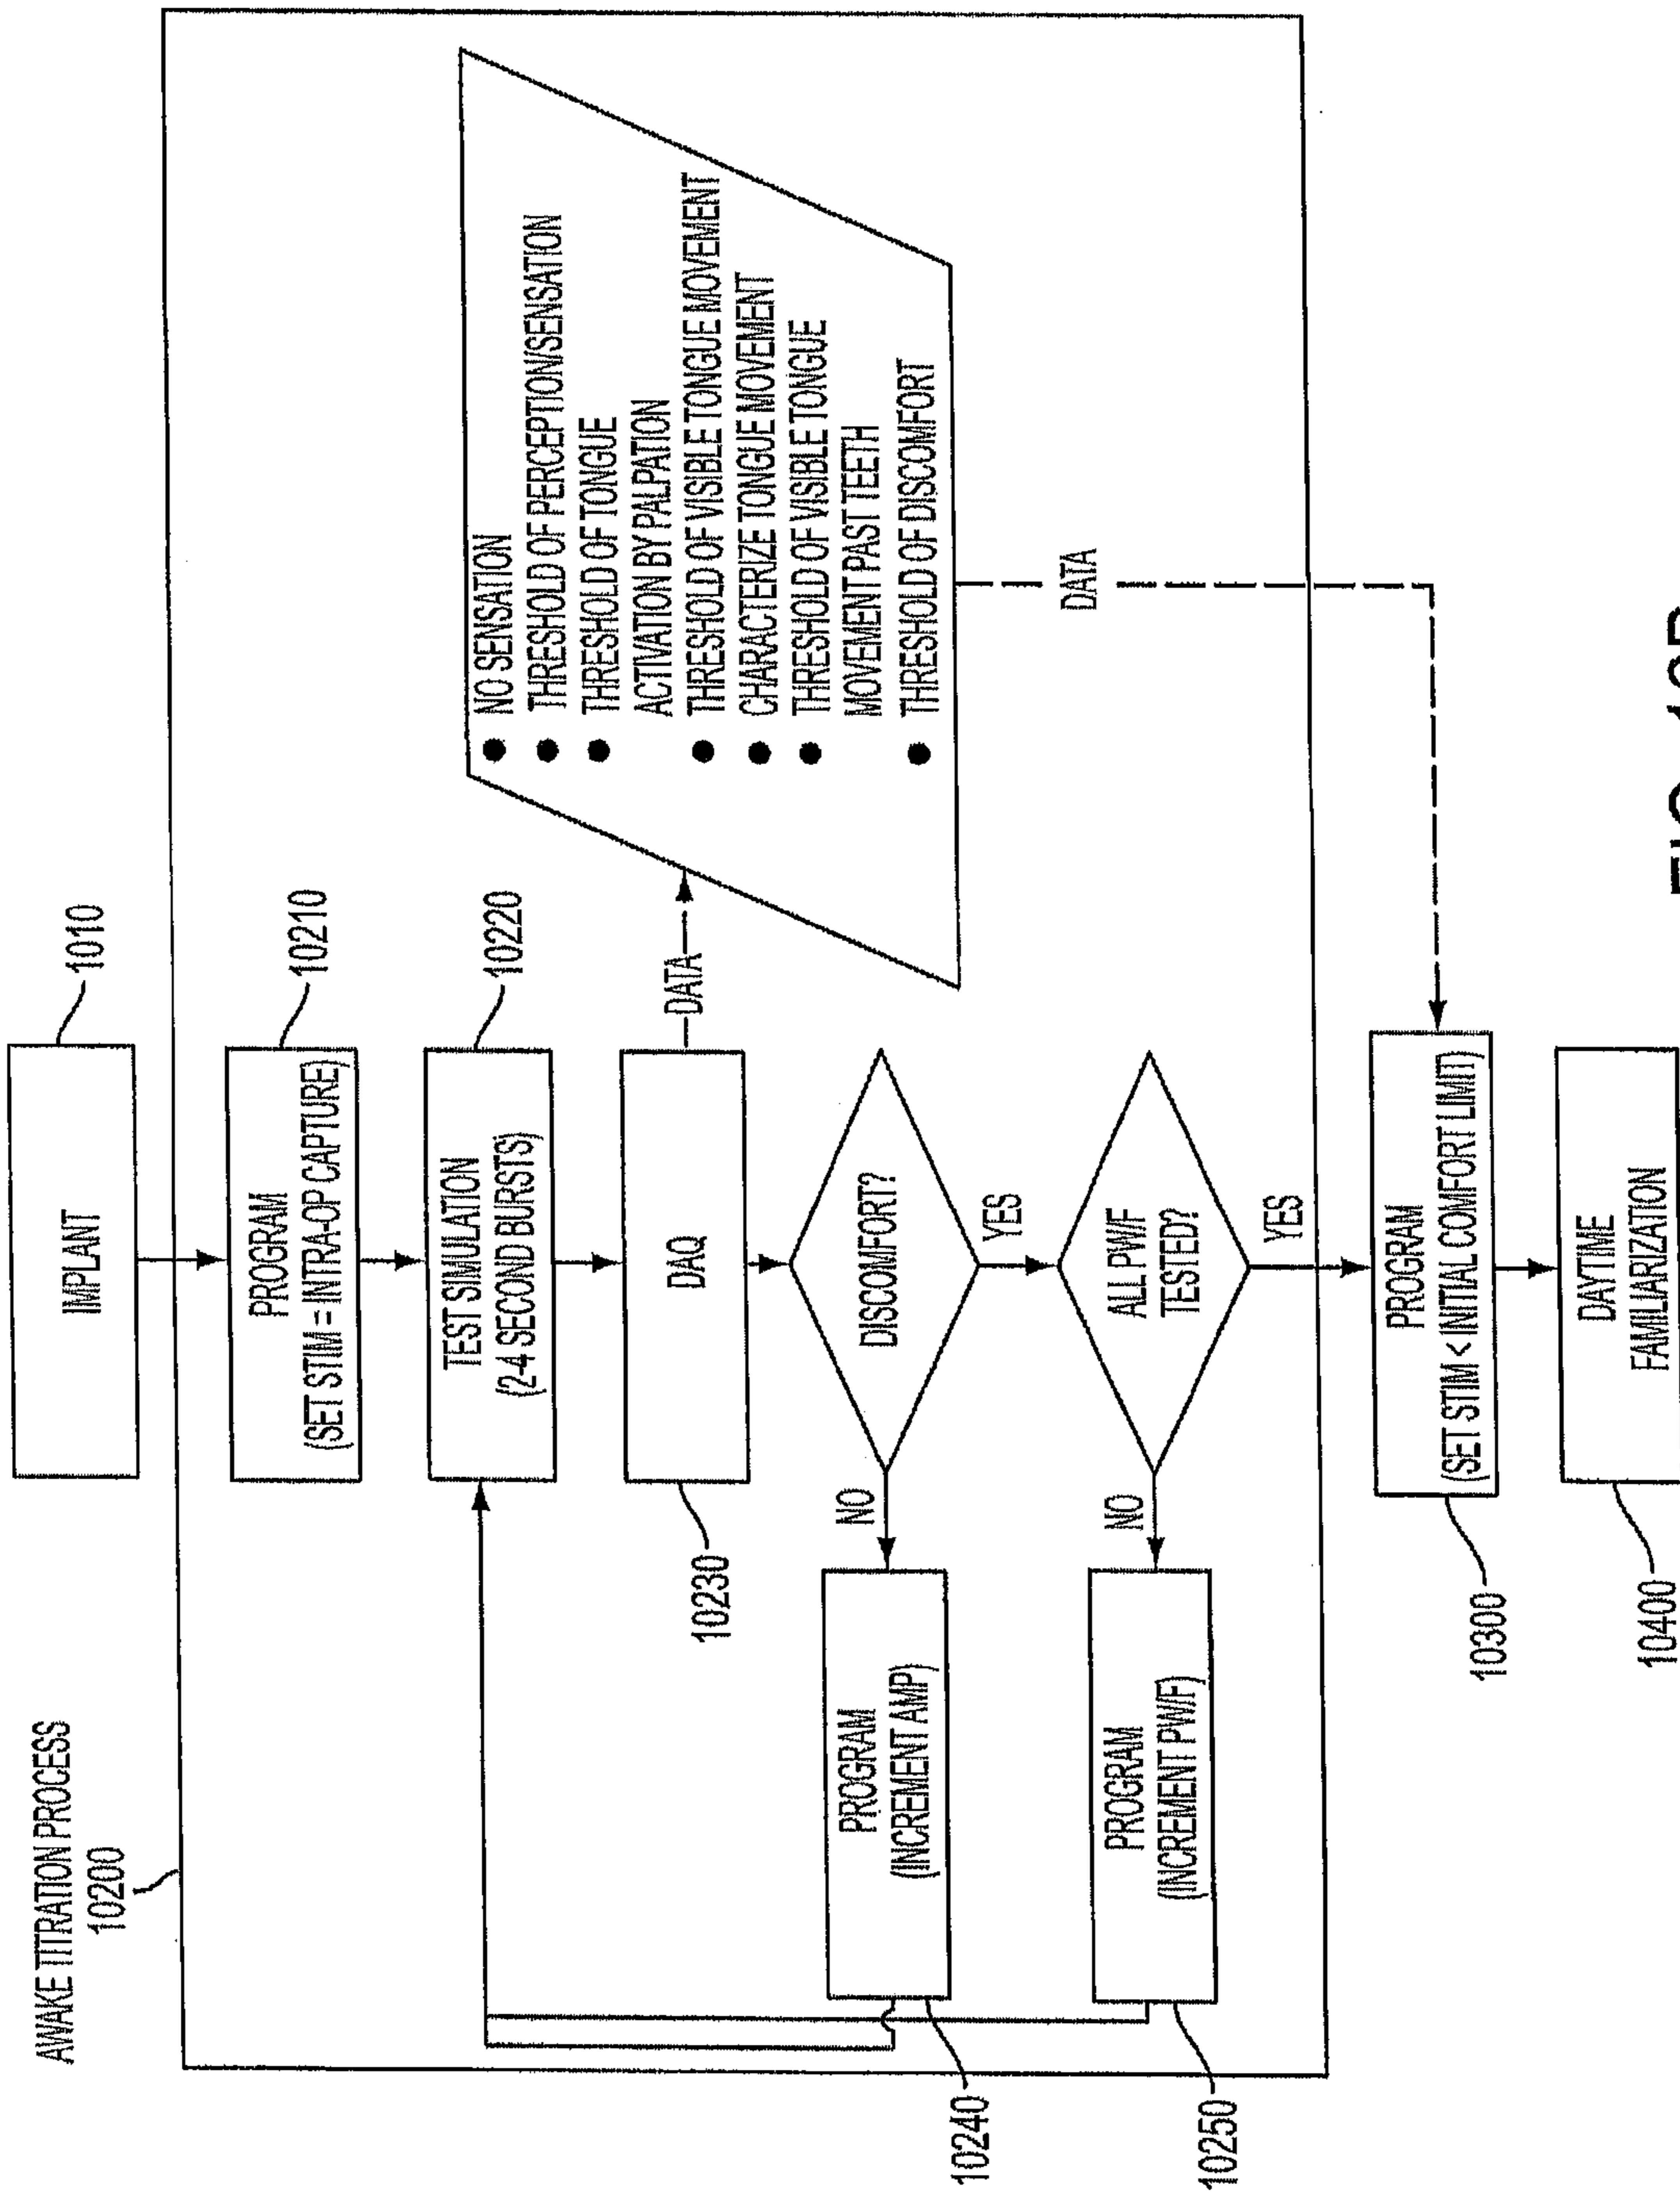 AWAKE TITRATION PROCESS
10200
IMPLANT
1010
PROGRAM
(SET STIM = INTRA-OP CAPTURE)
10210
TEST SIMULATION
(2-4 SECOND BURSTS)
10220
DAQ
10230
DATA
● NO SENSATION
● THRESHOLD OF PERCEPTION/SENSATION
● THRESHOLD OF TONGUE
ACTIVATION BY PALPATION
● THRESHOLD OF VISIBLE TONGUE MOVEMENT
● CHARACTERIZE TONGUE MOVEMENT
● THRESHOLD OF VISIBLE TONGUE
MOVEMENT PAST TEETH
● THRESHOLD OF DISCOMFORT
DISCOMFORT?
NO
YES
PROGRAM
(INCREMENT AMP)
10240
ALL PW/F
TESTED?
NO
YES
PROGRAM
(INCREMENT PW/F)
10250
DATA
PROGRAM
(SET STIM < INITIAL COMFORT LIMIT)
10300
DAYTIME
FAMILIARIZATION
10400